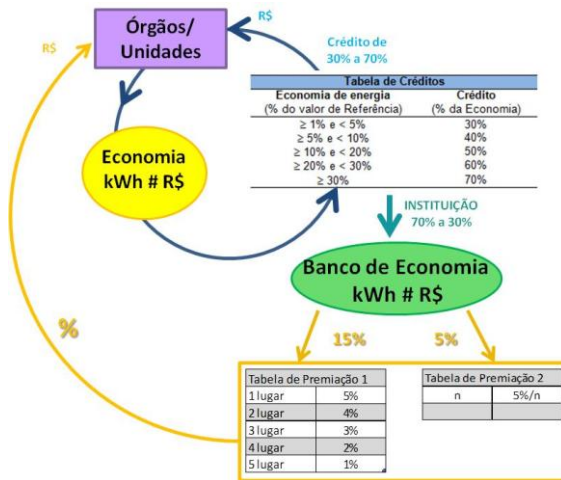 Órgãos/
Unidades
R$
R$
Crédito de
30% a 70%
Tabela de Créditos
Economia de energia Crédito
(% do valor de Referência) (% da Economia)
≥ 1% e < 5% 30%
≥ 5% e < 10% 40%
≥ 10% e < 20% 50%
≥ 20% e < 30% 60%
≥ 30% 70%
Economia
kWh # R$
INSTITUIÇÃO
70% a 30%
Banco de Economia
kWh # R$
%
15%
5%
Tabela de Premiação 1
1 lugar 5%
2 lugar 4%
3 lugar 3%
4 lugar 2%
5 lugar 1%
Tabela de Premiação 2
n 5%/n